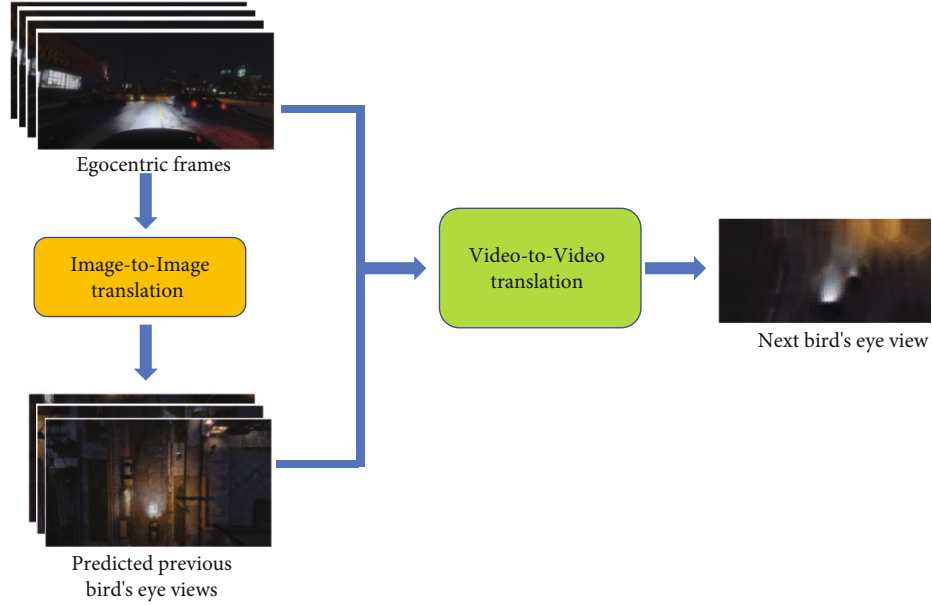 Egocentric frames
Image-to-Image
translation
Video-to-Video
translation
Next bird's eye view
Predicted previous
bird's eye views